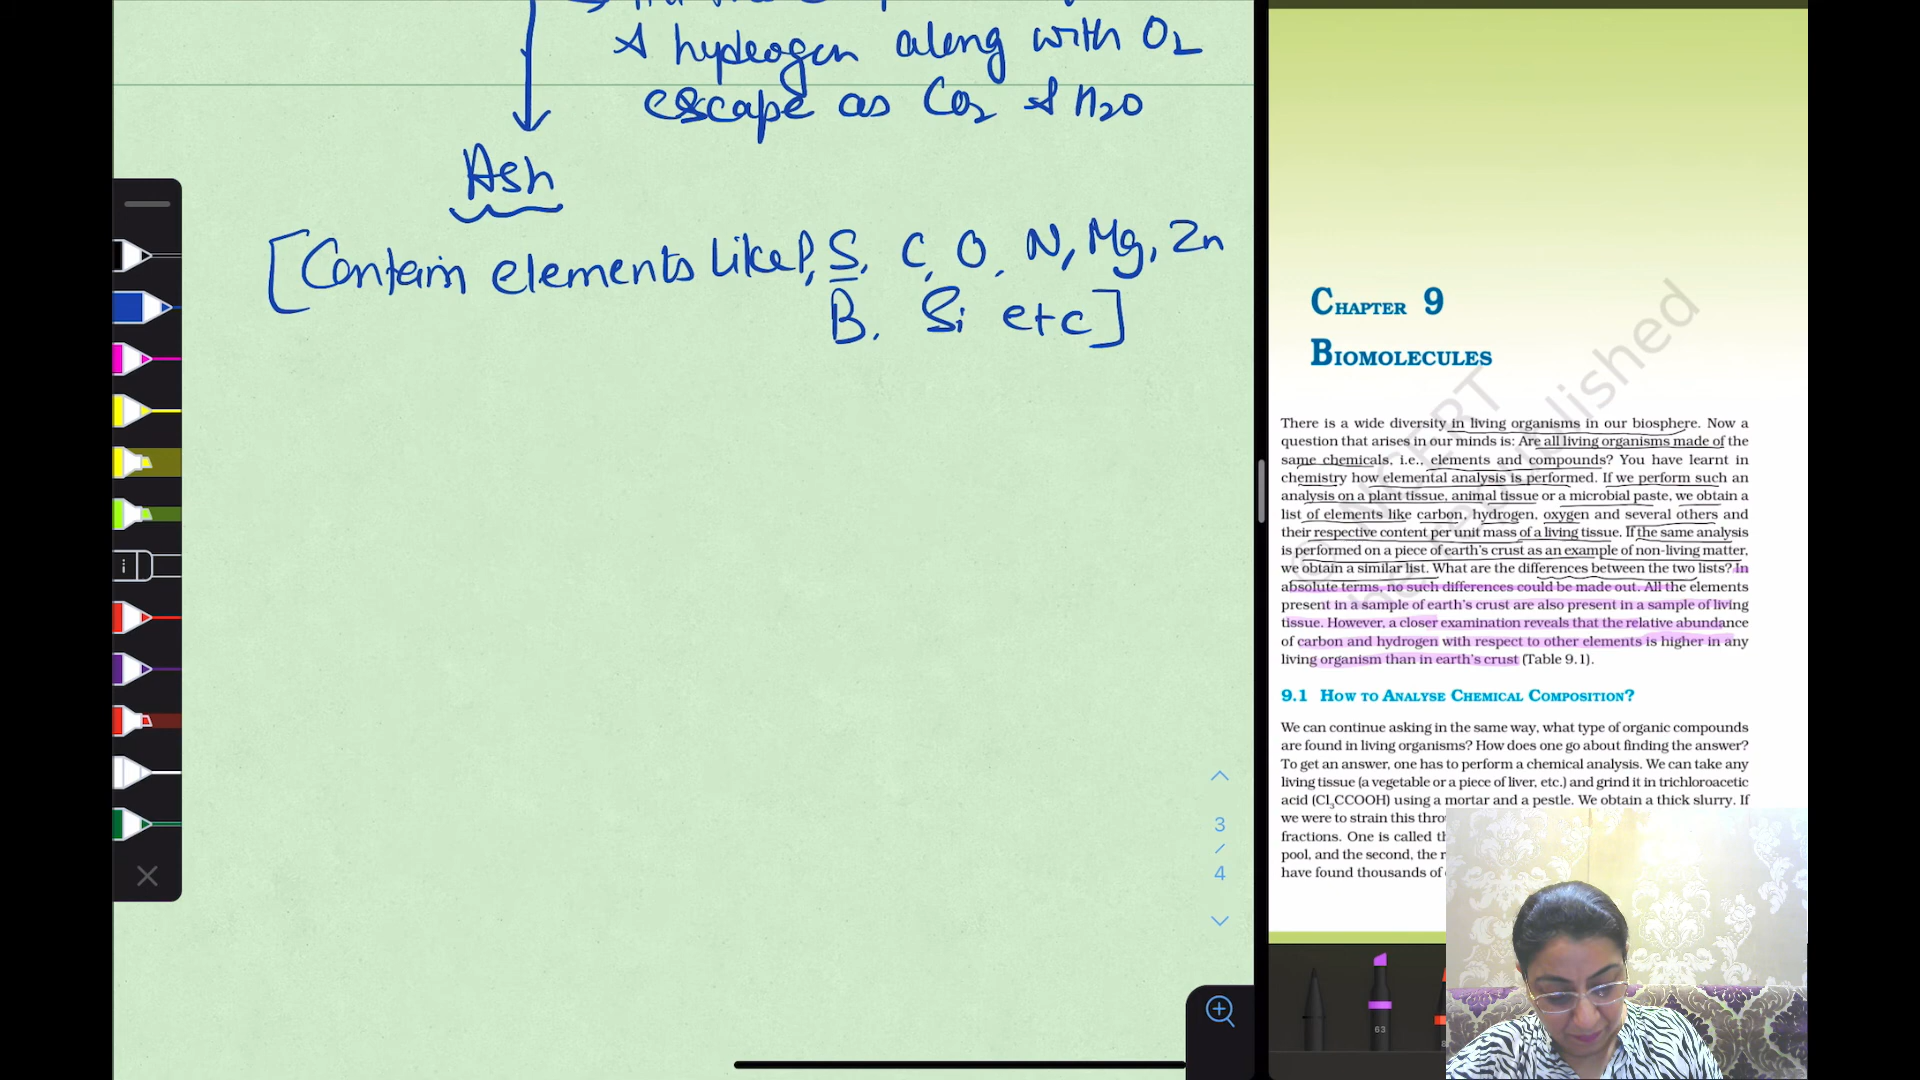 & hydrogen along with O2
escape as CO2 & H2O
Ash
[Contain elements like P, S, C, O, N, Mg, Zn
B, Si etc]
3
/
4
CHAPTER 9
BIOMOLECULES
© NCERT
not to be republished
There is a wide diversity in living organisms in our biosphere. Now a
question that arises in our minds is: Are all living organisms made of the
same chemicals, i.e., elements and compounds? You have learnt in
chemistry how elemental analysis is performed. If we perform such an
analysis on a plant tissue, animal tissue or a microbial paste, we obtain a
list of elements like carbon, hydrogen, oxygen and several others and
their respective content per unit mass of a living tissue. If the same analysis
is performed on a piece of earth's crust as an example of non-living matter,
we obtain a similar list. What are the differences between the two lists? In
absolute terms, no such differences could be made out. All the elements
present in a sample of earth's crust are also present in a sample of living
tissue. However, a closer examination reveals that the relative abundance
of carbon and hydrogen with respect to other elements is higher in any
living organism than in earth's crust (Table 9.1).
9.1 HOW TO ANALYSE CHEMICAL COMPOSITION?
We can continue asking in the same way, what type of organic compounds
are found in living organisms? How does one go about finding the answer?
To get an answer, one has to perform a chemical analysis. We can take any
living tissue (a vegetable or a piece of liver, etc.) and grind it in trichloroacetic
acid (Cl3CCOOH) using a mortar and a pestle. We obtain a thick slurry. If
we were to strain this thro
fractions. One is called th
pool, and the second, the r
have found thousands of
63